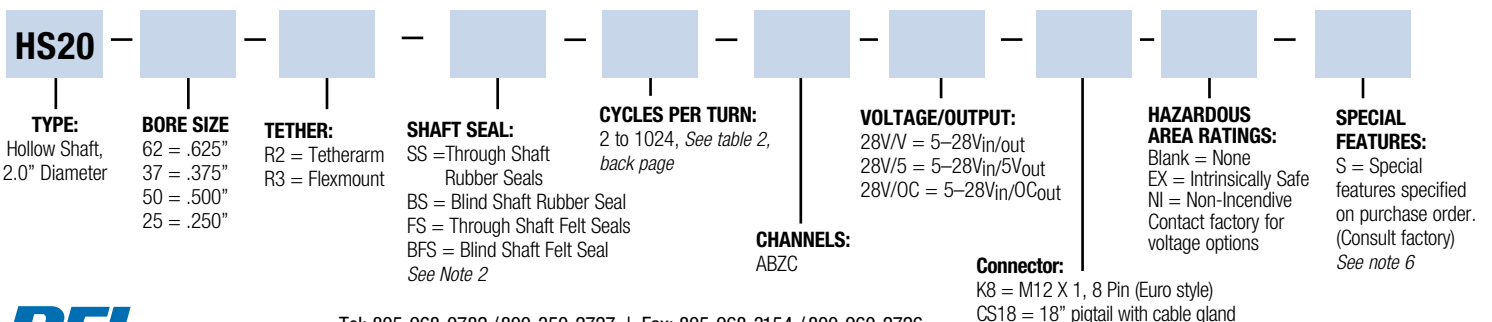 HS20 — — — — — — — — —
TYPE:
Hollow Shaft,
2.0" Diameter
BORE SIZE
62 = .625"
37 = .375"
50 = .500"
25 = .250"
TETHER:
R2 = Tetherarm
R3 = Flexmount
SHAFT SEAL:
SS =Through Shaft
Rubber Seals
BS = Blind Shaft Rubber Seal
FS = Through Shaft Felt Seals
BFS = Blind Shaft Felt Seal
See Note 2
CYCLES PER TURN:
2 to 1024, See table 2,
back page
CHANNELS:
ABZC
VOLTAGE/OUTPUT:
28V/V = 5–28Vin/out
28V/5 = 5–28Vin/5Vout
28V/OC = 5–28Vin/OCout
Connector:
K8 = M12 X 1, 8 Pin (Euro style)
CS18 = 18" pigtail with cable gland
HAZARDOUS
AREA RATINGS:
Blank = None
EX = Intrinsically Safe
NI = Non-Incendive
Contact factory for
voltage options
SPECIAL
FEATURES:
S = Special
features specified
on purchase order.
(Consult factory)
See note 6
BEI